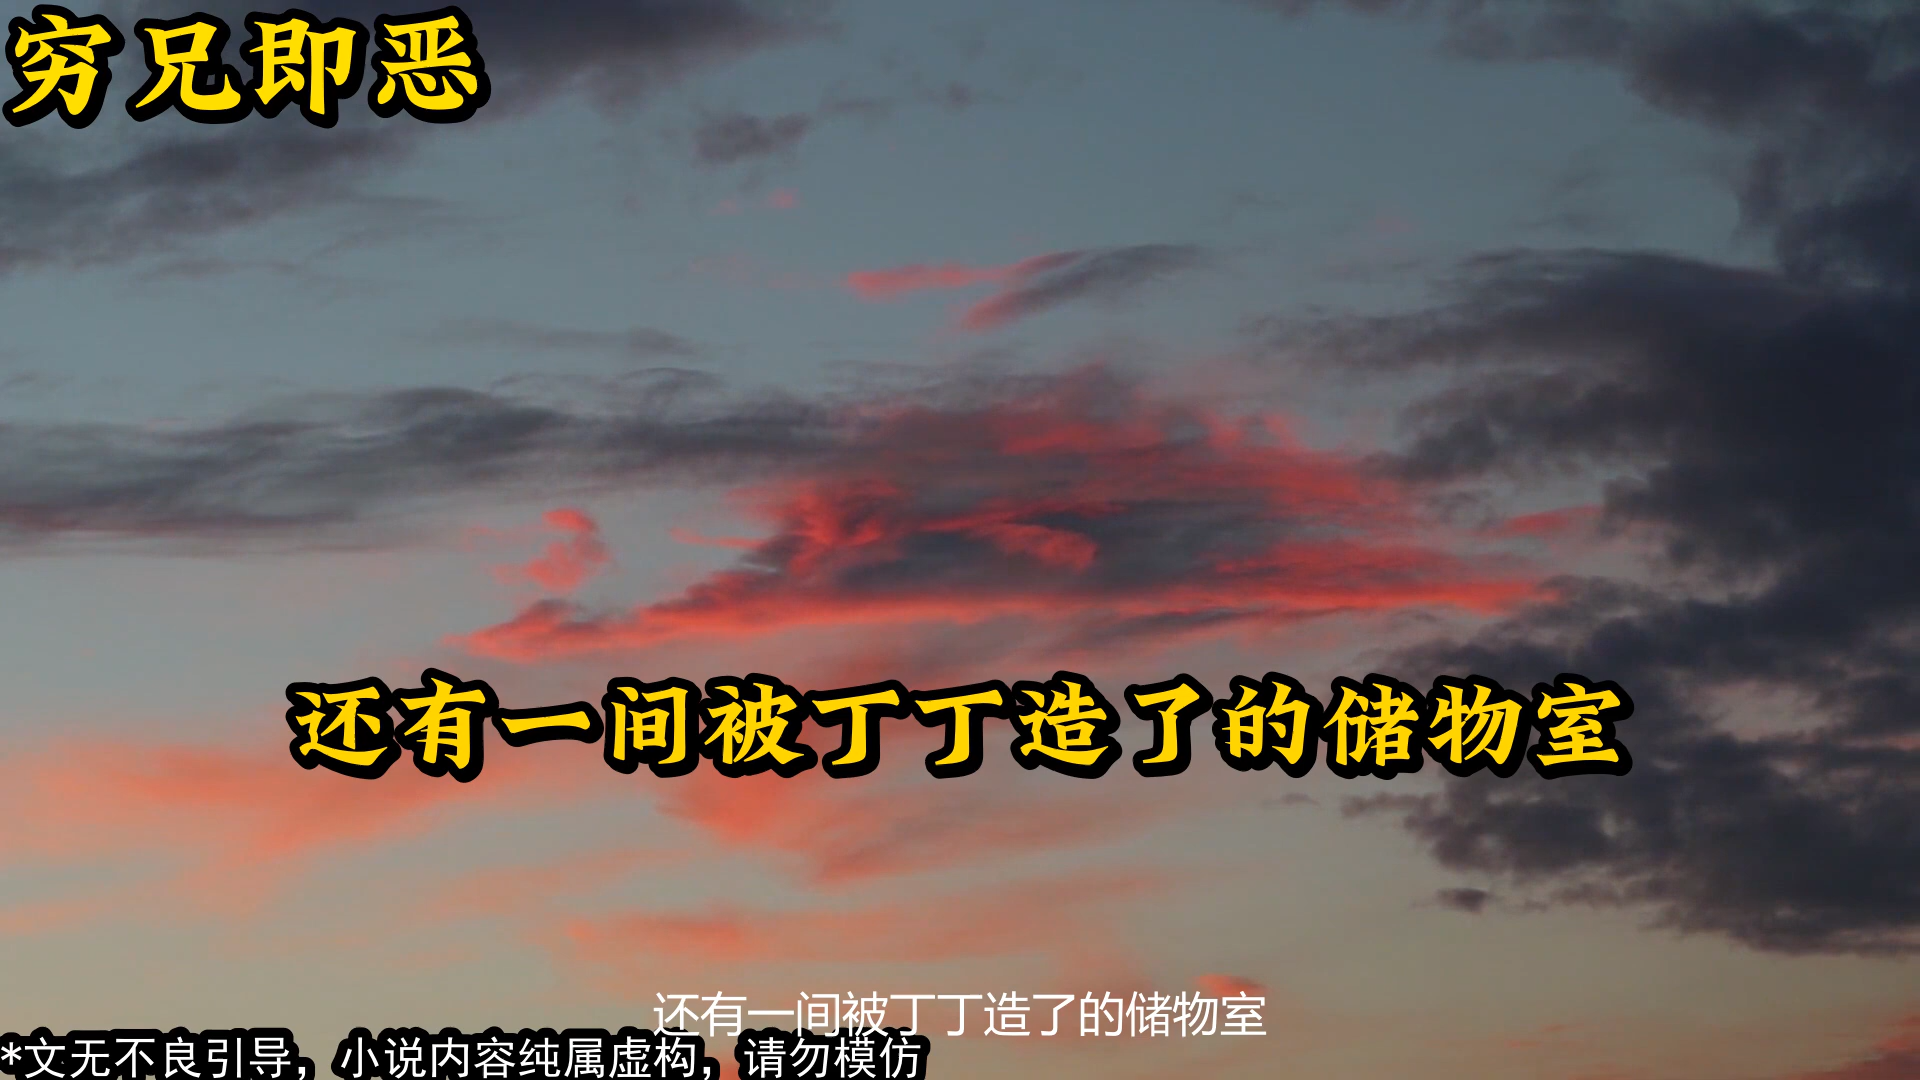 穷兄即恶
还有一间被丁丁造了的储物室
还有一间被丁丁造了的储物室
*文无不良引导，小说内容纯属虚构，请勿模仿